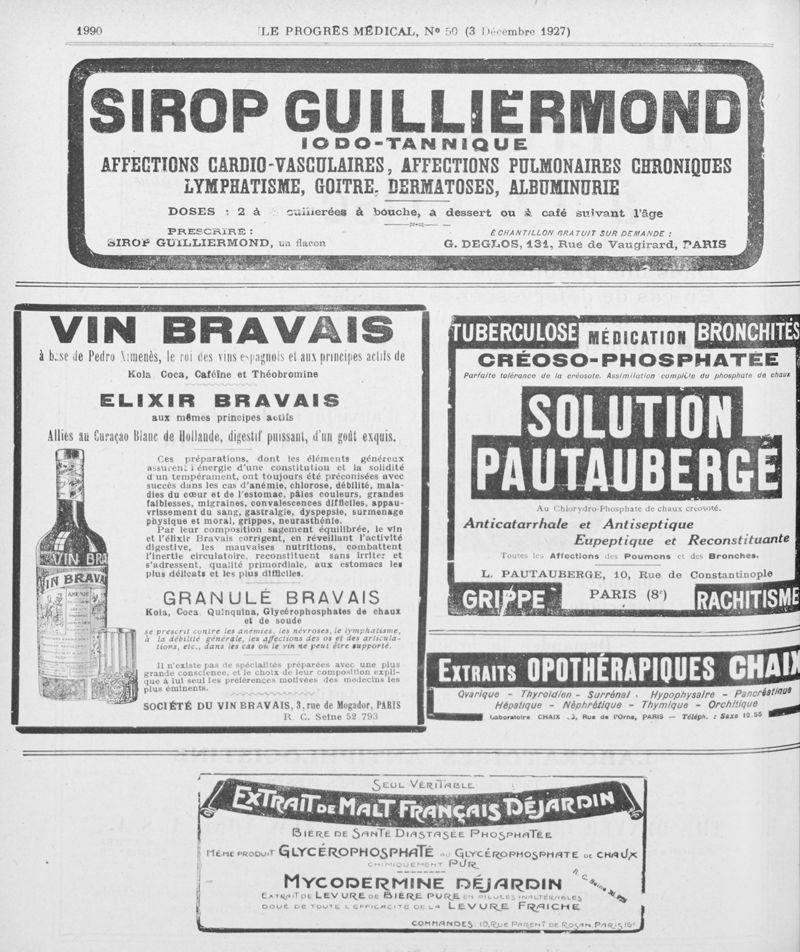 1990
LE PROGRÈS MÉDICAL, No 50 (3 Décembre 1927)
SIROP GUILLIERMOND
IODO-TANNIQUE
AFFECTIONS CARDIO-VASCULAIRES, AFFECTIONS PULMONAIRES CHRONIQUES
LYMPHATISME, GOITRE, DERMATOSES, ALBUMINURIE
DOSES : 2 à cuillerées à bouche, a dessert ou à café suivant l'âge
PRESCRIRE :
SIROP GUILLIERMOND, un flacon
ÉCHANTILLON GRATUIT SUR DEMANDE :
G. DEGLOS, 131, Rue de Vaugirard, PARIS
VIN BRAVAIS
à base de Pedro Ximenès, le roi des vins espagnols et aux principes actifs de
Kola Coca, Caféïne et Théobromine
ELIXIR BRAVAIS
aux mêmes principes actifs
Alliés au Curaçao Blanc de Hollande, digestif puissant, d'un goût exquis.
Ces préparations, dont les éléments généreux
assurent l'énergie d'une constitution et la solidité
d'un tempérament, ont toujours été préconisées avec
succès dans les cas d'anémie, chlorose, débilité, mala-
dies du cœur et de l'estomac, pâles couleurs, grandes
faiblesses, migraines, convalescences difficiles, appau-
vrissement du sang, gastralgie, dyspepsie, surmenage
physique et moral, grippes, neurasthénie.
Par leur composition sagement équilibrée, le vin
et l'élixir Bravais corrigent, en réveillant l'activité
digestive, les mauvaises nutritions, combattent
l'inertie circulatoire, reconstituent sans irriter et
s'adressent, qualité primordiale, aux estomacs les
plus délicats et les plus difficiles.
VIN BRA
VIN BRAVAIS
GRANULÉ BRAVAIS
Kola, Coca Quinquina, Glycérophosphates de chaux
et de soude
se prescrit contre les anémies, les névroses, le lymphatisme,
à la débilité générale, les affections des os et des articula-
tions, etc., dans les cas où le vin ne peut être supporté.
Il n'existe pas de spécialités préparées avec une plus
grande conscience, et le choix de leur composition expli-
que à lui seul les préférences motivées des médecins les
plus éminents.
SOCIÉTÉ DU VIN BRAVAIS, 3, rue de Mogador, PARIS
R. C. Seine 52.793
TUBERCULOSE MÉDICATION BRONCHITES
CRÉOSO-PHOSPHATÉE
Parfaite tolérance de la créosote. Assimilation complète du phosphate de chaux
SOLUTION
PAUTAUBERGE
Au Chlorydro-Phosphate de chaux créosoté.
Anticatarrhale et Antiseptique
Eupeptique et Reconstituante
Toutes les Affections des Poumons et des Bronches.
L. PAUTAUBERGE, 10, Rue de Constantinople
GRIPPE PARIS (8e) RACHITISME
EXTRAITS OPOTHÉRAPIQUES CHAIX
Ovarique - Thyroïdien - Surrénal - Hypophysaire - Pancréatique
Hépatique - Néphrétique - Thymique - Orchitique
Laboratoire CHAIX Rue de l'Orne, PARIS - Téléph. : Saxe 12.55
SEUL VÉRITABLE
EXTRAIT DE MALT FRANÇAIS DÉJARDIN
BIÈRE DE SANTÉ DIASTASÉE PHOSPHATÉE
MÊME PRODUIT GLYCÉROPHOSPHATÉ AU GLYCÉROPHOSPHATE DE CHAUX
CHIMIQUEMENT PUR
MYCODERMINE DÉJARDIN
R. C. Seine
EXTRAIT DE LEVURE DE BIÈRE PURE EN PILULES INALTÉRABLES
DOUÉ DE TOUTE L'EFFICACITÉ DE LA LEVURE FRAICHE
COMMANDES: 10, RUE PARENT DE ROSAN. PARIS.16e